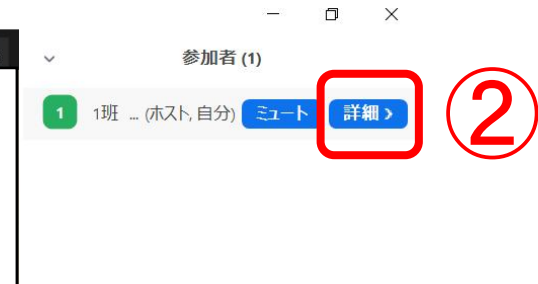 参加者 (1)
1 1班 ... (ホスト, 自分) ミュート 詳細 >
②